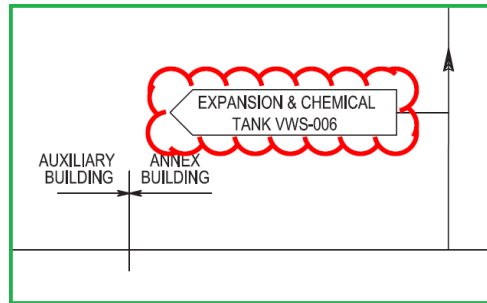 EXPANSION & CHEMICAL
TANK VWS-006
AUXILIARY
BUILDING
ANNEX
BUILDING